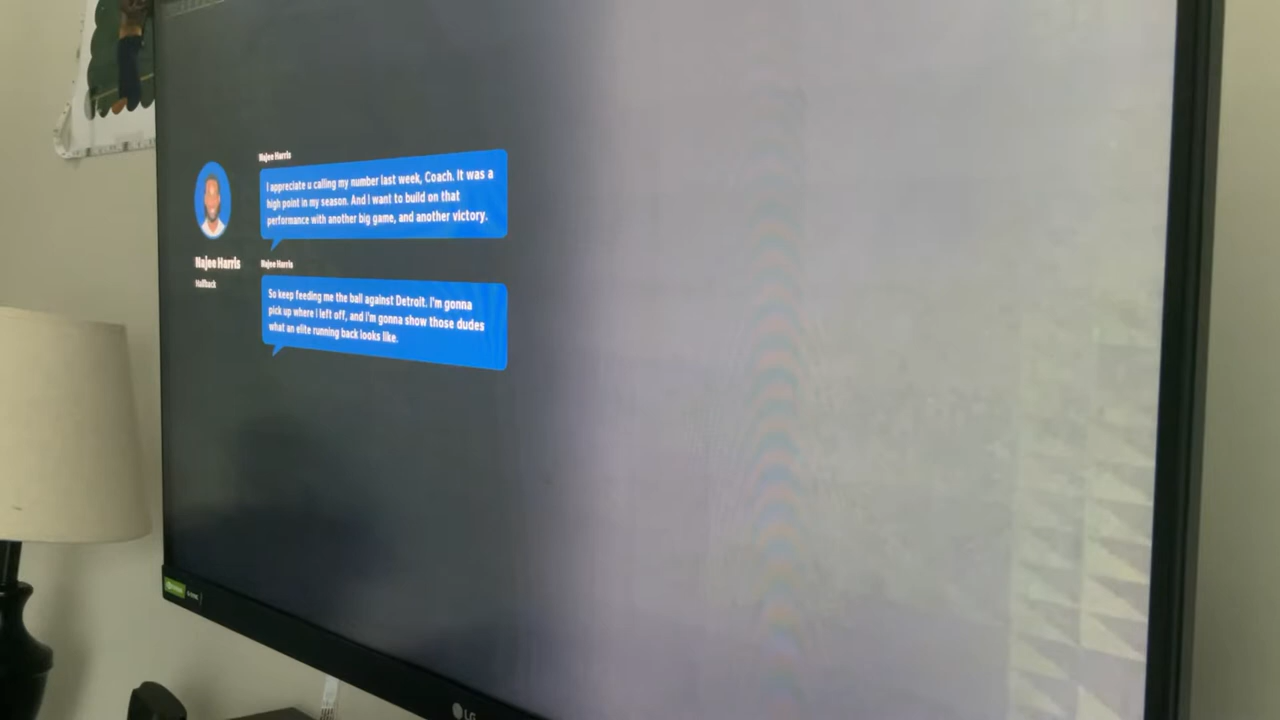 Najee Harris
I appreciate u calling my number last week, Coach. It was a
high point in my season. And I want to build on that
performance with another big game, and another victory.
Najee Harris
Halfback
Najee Harris
So keep feeding me the ball against Detroit. I'm gonna
pick up where I left off, and I'm gonna show those dudes
what an elite running back looks like.
LG